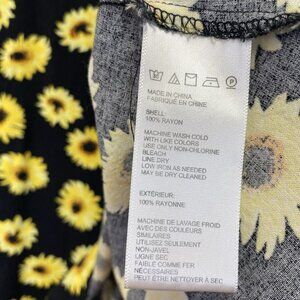 MADE IN CHINA
FABRIQUÉ EN CHINE
SHELL:
100% RAYON
MACHINE WASH COLD
WITH LIKE COLORS
USE ONLY NON-CHLORINE
BLEACH
LINE DRY
LOW IRON AS NEEDED
MAY BE DRY CLEANED
EXTÉRIEUR:
100% RAYONNE
MACHINE DE LAVAGE FROID
AVEC DES COULEURS
SIMILAIRES
UTILISEZ SEULEMENT
NON-JAVEL
LIGNE SEC
FAIBLE COMME FER
NÉCESSAIRES
PEUT ÊTRE NETTOYER À SEC